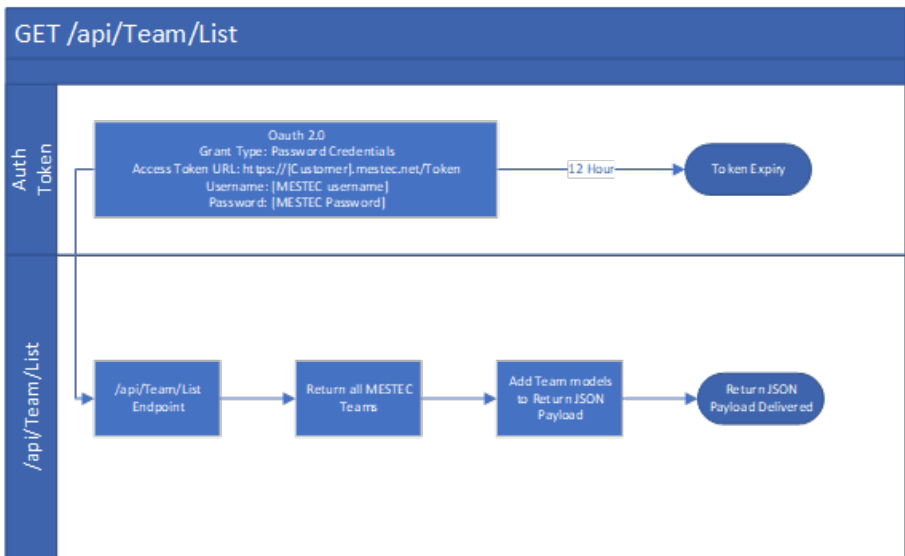 GET /api/Team/List
Auth
Token
Oauth 2.0
Grant Type: Password Credentials
Access Token URL: https://[Customer].mestec.net/Token
Username: [MESTEC username]
Password: [MESTEC Password]
12 Hour
Token Expiry
/api/Team/List
/api/Team/List
Endpoint
Return all MESTEC
Teams
Add Team models
to Return JSON
Payload
Return JSON
Payload Delivered